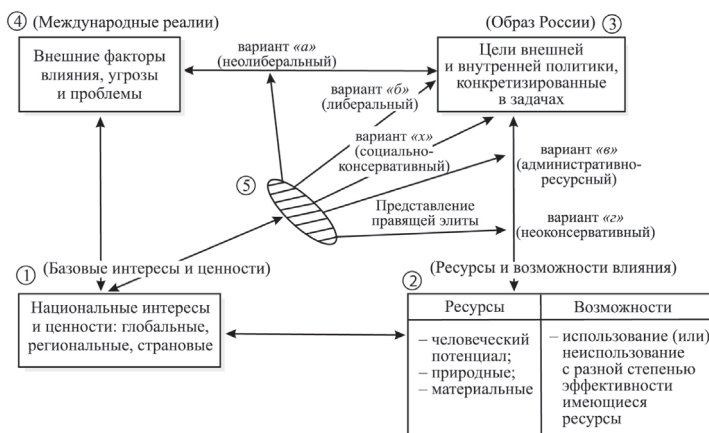 ④ (Международные реалии)
Внешние факторы
влияния, угрозы
и проблемы
вариант «а»
(неолиберальный)
(Образ России) ③
Цели внешней
и внутренней политики,
конкретизированные
в задачах
вариант «б»
(либеральный)
вариант «х»
(социально-
консервативный)
вариант «в»
(административно-
ресурсный)
⑤
Представление
правящей элиты
вариант «г»
(неоконсервативный)
① (Базовые интересы и ценности)
Национальные интересы
и ценности: глобальные,
региональные, страновые
(Ресурсы и возможности влияния)
②
Ресурсы
– человеческий
потенциал;
– природные;
– материальные
Возможности
– использование (или)
неиспользование
с разной степенью
эффективности
имеющиеся
ресурсы